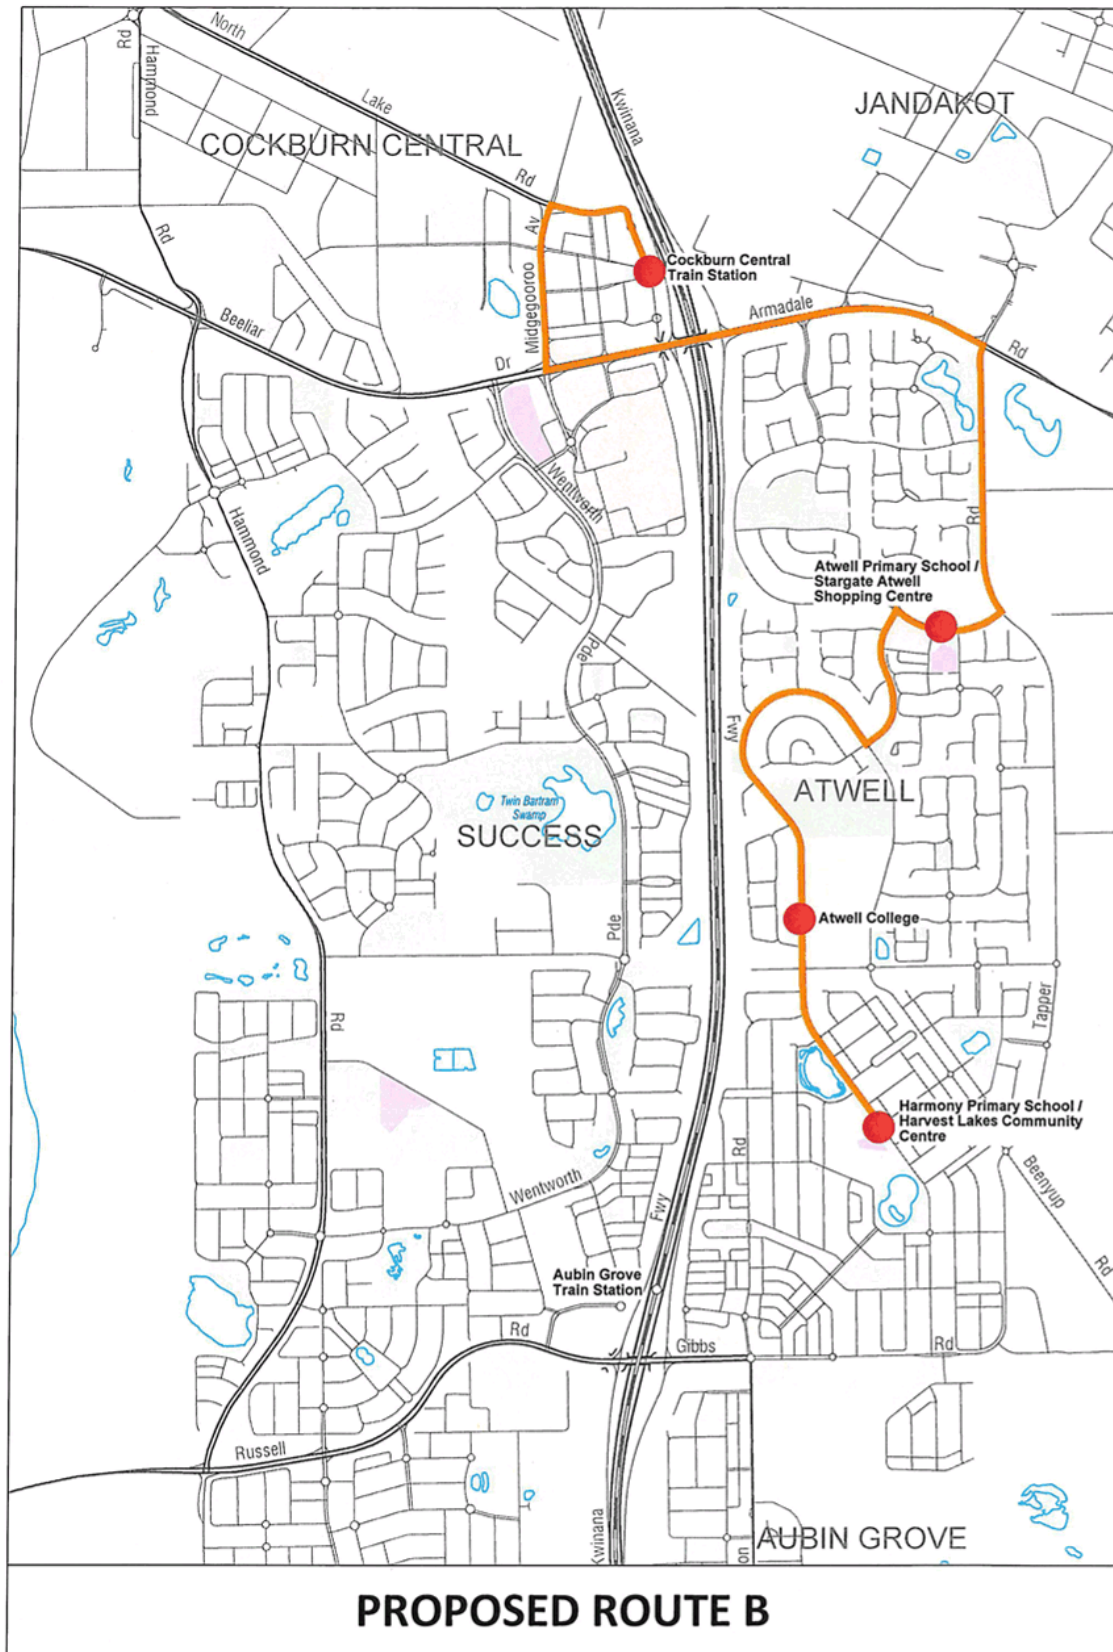 North
Rd
Hammond
Lake
Kwinana
JANDAKOT
COCKBURN CENTRAL
Rd
Av
Rd
Cockburn Central
Train Station
Midgegooroo
Armadale
Beeliar
Rd
Dr
Wentworth
Rd
Hammond
Atwell Primary School /
Stargate Atwell
Shopping Centre
Pde
Fwy
ATWELL
Twin Bartram
Swamp
SUCCESS
Atwell College
Pde
Tapper
Rd
Harmony Primary School /
Harvest Lakes Community
Centre
Rd
Beenyup
Wentworth
Fwy
Rd
Aubin Grove
Train Station
Rd
Gibbs
Rd
Russell
Kwinana
on
AUBIN GROVE
PROPOSED ROUTE B